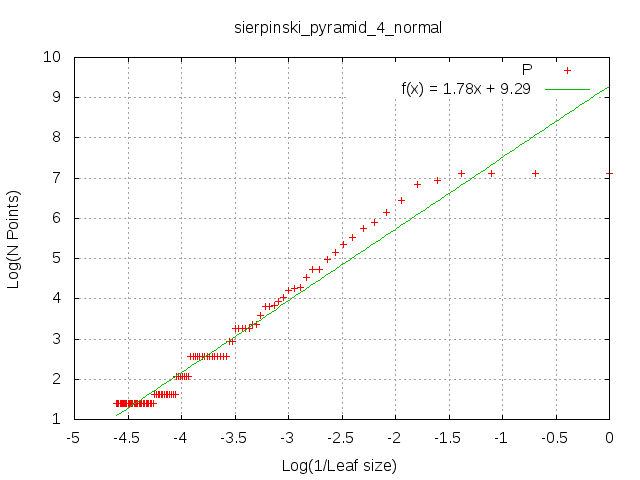 sierpinski_pyramid_4_normal
10
9
8
7
6
5
4
3
2
1
Log(N Points)
P
f(x) = 1.78x + 9.29
-5 -4.5 -4 -3.5 -3 -2.5 -2 -1.5 -1 -0.5 0
Log(1/Leaf size)